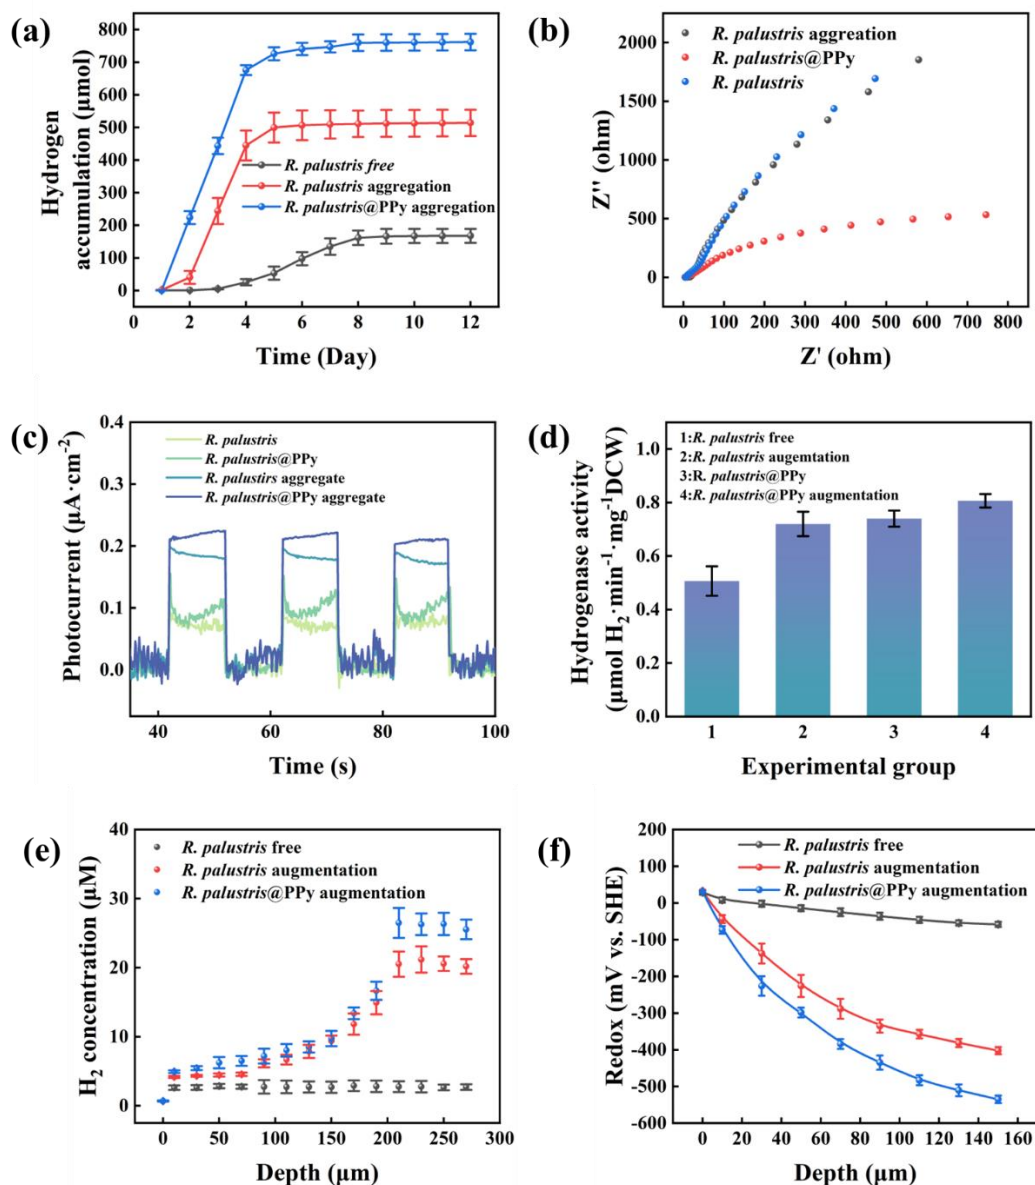 (a)
Hydrogen
accumulation (μmol)
800
700
600
500
400
300
200
100
0
R. palustris free
R. palustris aggregation
R. palustris@PPy aggregation
2
4
6
8
10
12
Time (Day)
(b)
Z'' (ohm)
2000
1500
1000
500
0
R. palustris aggreation
R. palustris@PPy
R. palustris
0
100
200
300
400
500
600
700
800
Z' (ohm)
(c)
Photocurrent (μA·cm⁻²)
0.4
0.3
0.2
0.1
0.0
R. palustris
R. palustris@PPy
R. palustirs aggregate
R. palustris@PPy aggregate
40
60
80
100
Time (s)
(d)
Hydrogenase activity
(μmol H₂·min⁻¹·mg⁻¹DCW)
1.0
0.8
0.6
0.4
0.2
0.0
1:R. palustris free
2:R. palustris augemtation
3:R. palustris@PPy
4:R. palustris@PPy augmentation
1
2
3
4
Experimental group
(e)
H₂ concentration (μM)
40
30
20
10
0
R. palustris free
R. palustris augmentation
R. palustris@PPy augmentation
0
50
100
150
200
250
300
Depth (μm)
(f)
Redox (mV vs. SHE)
200
100
0
-100
-200
-300
-400
-500
-600
R. palustris free
R. palustris augmentation
R. palustris@PPy augmentation
0
20
40
60
80
100
120
140
160
Depth (μm)